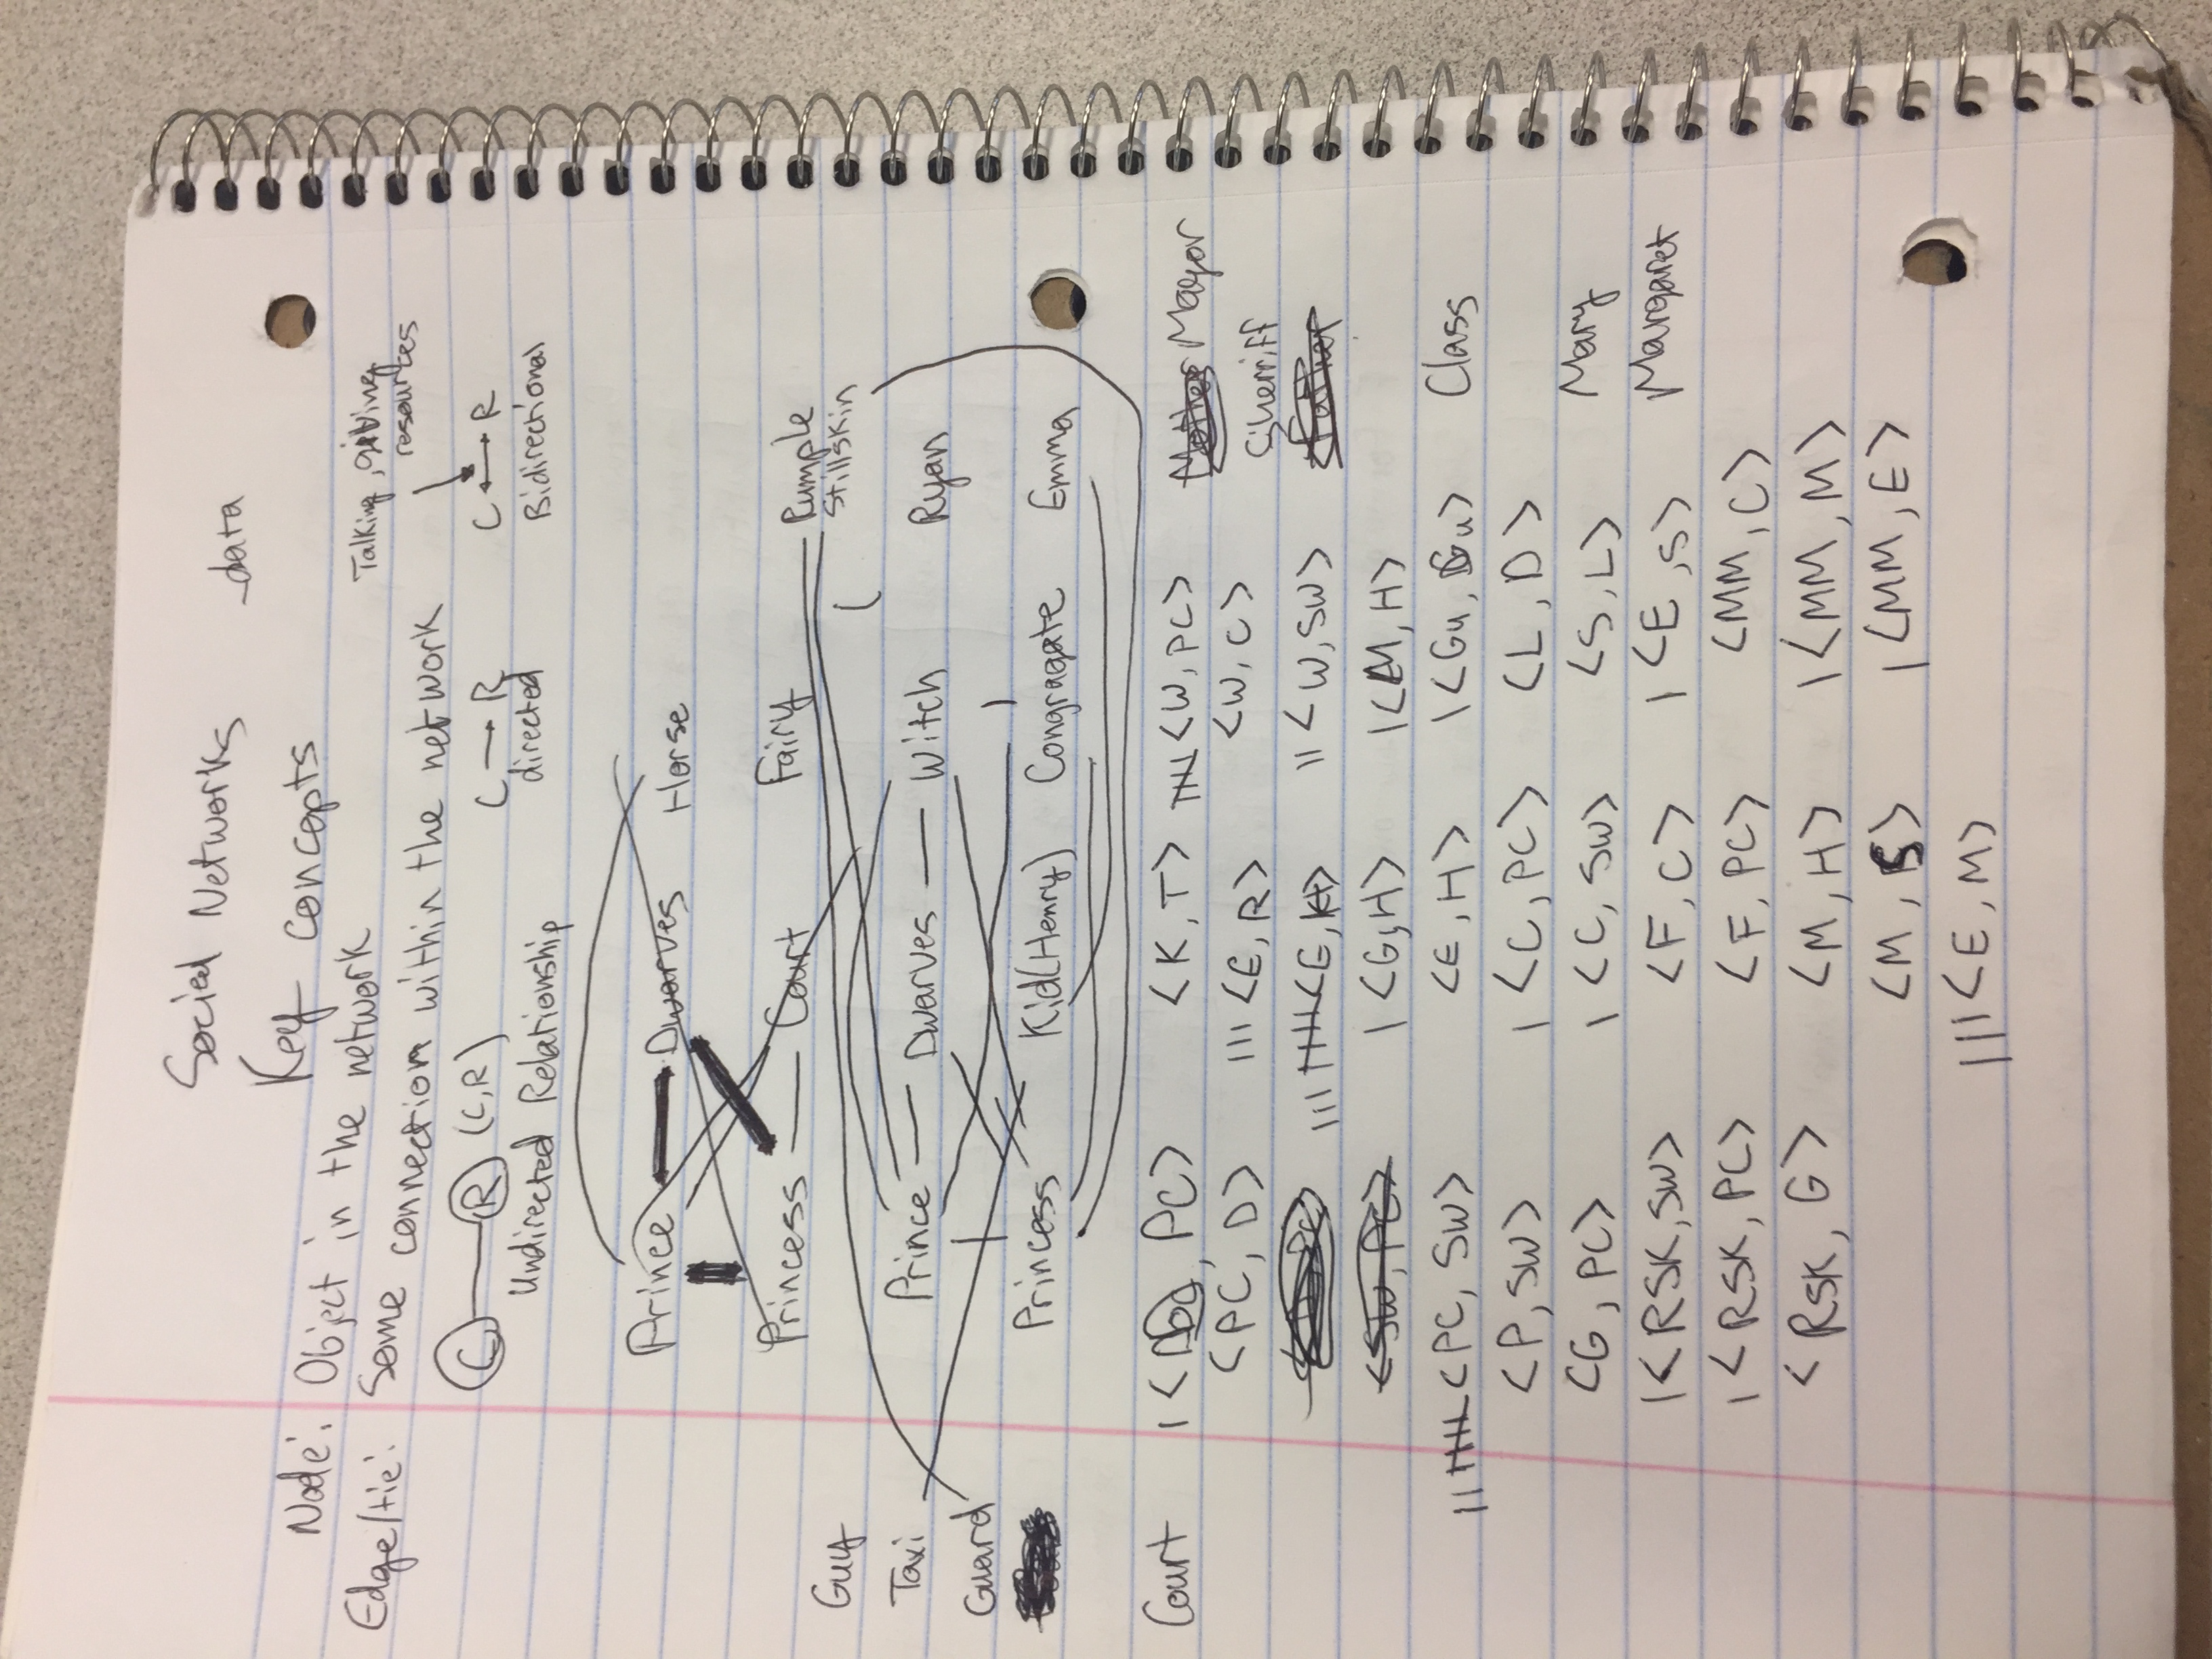 Social Networks _data
Key concepts
Node: Object in the network
Talking, giving
resources
Edge/tie: Some connection within the network
C R (C,R) C → R C ↔ R
Undirected Relationship directed Bidirectional
Prince Dwarves Horse
Princess Court Fairy Rumple
Stillskin
Guy
Taxi Prince Dwarves Witch Ryan
Guard
Princess Kid(Henry) Congragate Emma
Court | < , PC> <K, T> <W, PC> Mother Mayor
<PC, D> ||| <E, R> <W, C> Sherriff
<E, > || <W, SW> Father
<SW, PC> | <G, H> |<M, H>
<PC, SW> <E, H> |<Gu, Gu> Class
<P, SW> | <C, PC> <L, D>
<G, PC> | <C, SW> <S, L> Mary
|<RSK, SW> <F, C> | <E, S> Margaret
| <RSK, PC> <F, PC> <MM, C>
<RSK, G> <M, H> |<MM, M>
<M, S> | <MM, E>
||| <E, M>